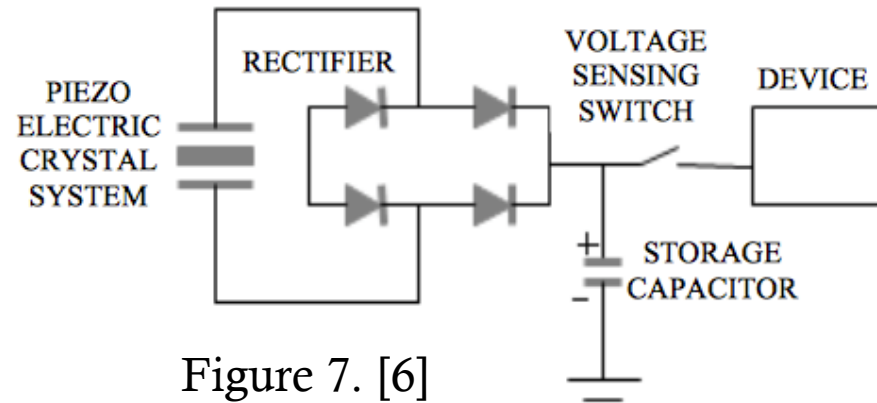 PIEZO
ELECTRIC
CRYSTAL
SYSTEM
RECTIFIER
VOLTAGE
SENSING
SWITCH
DEVICE
+
STORAGE
CAPACITOR
–
Figure 7. [6]